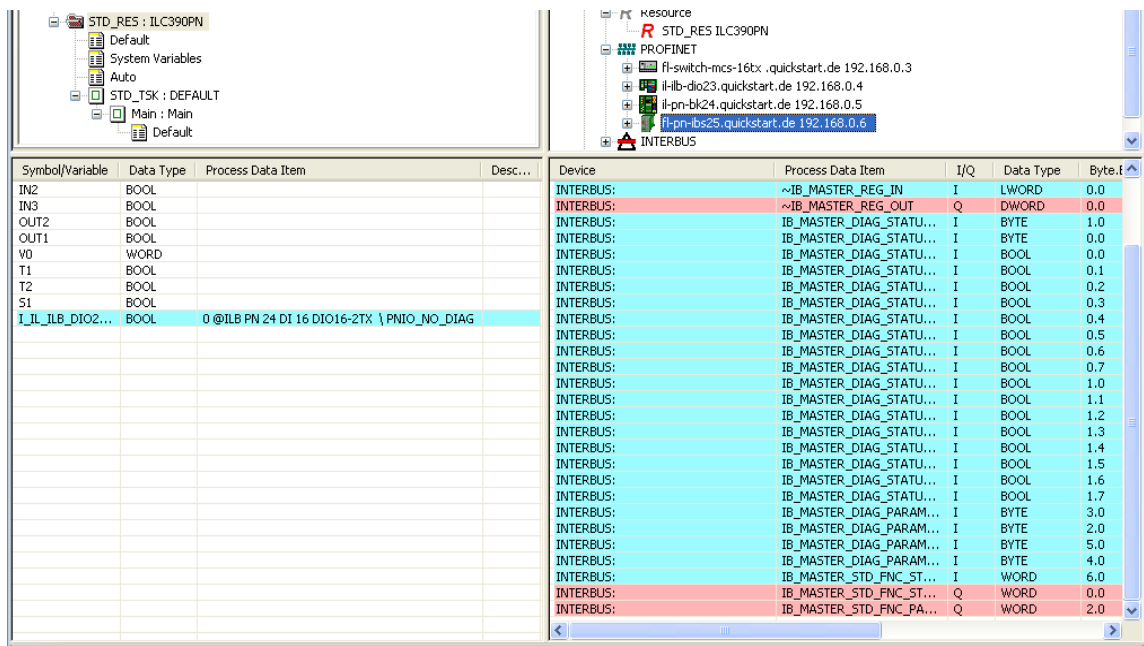 STD_RES : ILC390PN
Default
System Variables
Auto
STD_TSK : DEFAULT
Main : Main
Default
Resource
STD_RES ILC390PN
PROFINET
fl-switch-mcs-16tx .quickstart.de 192.168.0.3
il-ilb-dio23.quickstart.de 192.168.0.4
il-pn-bk24.quickstart.de 192.168.0.5
fl-pn-ibs25.quickstart.de 192.168.0.6
INTERBUS
Symbol/Variable Data Type Process Data Item Desc...
IN2 BOOL
IN3 BOOL
OUT2 BOOL
OUT1 BOOL
V0 WORD
T1 BOOL
T2 BOOL
S1 BOOL
I_IL_ILB_DIO2... BOOL 0 @ILB PN 24 DI 16 DIO16-2TX \ PNIO_NO_DIAG
Device Process Data Item I/Q Data Type Byte.
INTERBUS: ~IB_MASTER_REG_IN I LWORD 0.0
INTERBUS: ~IB_MASTER_REG_OUT Q DWORD 0.0
INTERBUS: IB_MASTER_DIAG_STATU... I BYTE 1.0
INTERBUS: IB_MASTER_DIAG_STATU... I BYTE 0.0
INTERBUS: IB_MASTER_DIAG_STATU... I BOOL 0.0
INTERBUS: IB_MASTER_DIAG_STATU... I BOOL 0.1
INTERBUS: IB_MASTER_DIAG_STATU... I BOOL 0.2
INTERBUS: IB_MASTER_DIAG_STATU... I BOOL 0.3
INTERBUS: IB_MASTER_DIAG_STATU... I BOOL 0.4
INTERBUS: IB_MASTER_DIAG_STATU... I BOOL 0.5
INTERBUS: IB_MASTER_DIAG_STATU... I BOOL 0.6
INTERBUS: IB_MASTER_DIAG_STATU... I BOOL 0.7
INTERBUS: IB_MASTER_DIAG_STATU... I BOOL 1.0
INTERBUS: IB_MASTER_DIAG_STATU... I BOOL 1.1
INTERBUS: IB_MASTER_DIAG_STATU... I BOOL 1.2
INTERBUS: IB_MASTER_DIAG_STATU... I BOOL 1.3
INTERBUS: IB_MASTER_DIAG_STATU... I BOOL 1.4
INTERBUS: IB_MASTER_DIAG_STATU... I BOOL 1.5
INTERBUS: IB_MASTER_DIAG_STATU... I BOOL 1.6
INTERBUS: IB_MASTER_DIAG_STATU... I BOOL 1.7
INTERBUS: IB_MASTER_DIAG_PARAM... I BYTE 3.0
INTERBUS: IB_MASTER_DIAG_PARAM... I BYTE 2.0
INTERBUS: IB_MASTER_DIAG_PARAM... I BYTE 5.0
INTERBUS: IB_MASTER_DIAG_PARAM... I BYTE 4.0
INTERBUS: IB_MASTER_STD_FNC_ST... I WORD 6.0
INTERBUS: IB_MASTER_STD_FNC_ST... Q WORD 0.0
INTERBUS: IB_MASTER_STD_FNC_PA... Q WORD 2.0